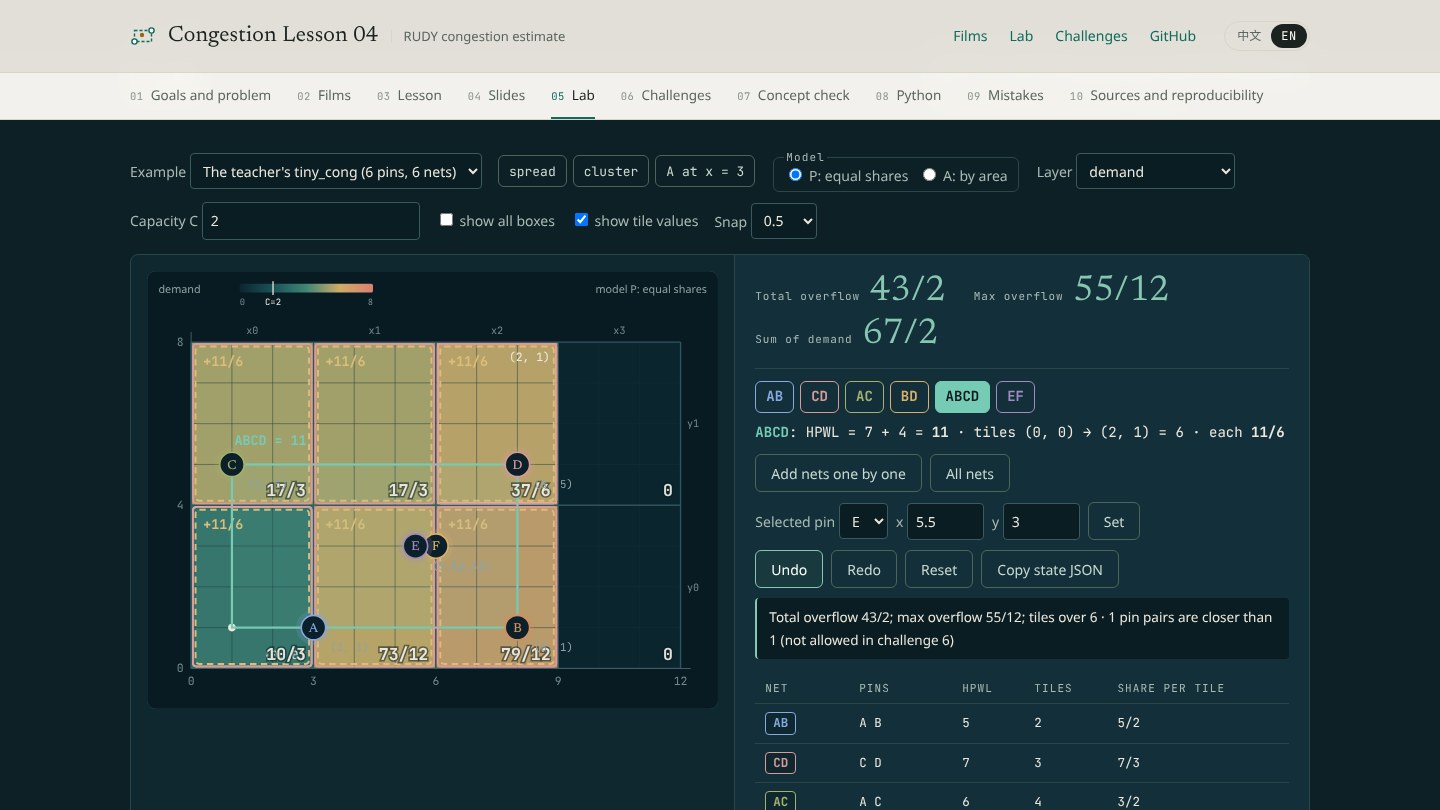 Congestion Lesson 04
RUDY congestion estimate
Films Lab Challenges GitHub 中文 EN
01 Goals and problem 02 Films 03 Lesson 04 Slides 05 Lab 06 Challenges 07 Concept check 08 Python 09 Mistakes 10 Sources and reproducibility
Example The teacher's tiny_cong (6 pins, 6 nets) spread cluster A at x = 3 Model P: equal shares A: by area Layer demand
Capacity C 2 show all boxes show tile values Snap 0.5
demand 0 C=2 8 model P: equal shares
x0 x1 x2 x3
8 +11/6 +11/6 +11/6 (2, 1)
y1
ABCD = 11
C D
17/3 17/3 37/6 5) 0
4
+11/6 +11/6 +11/6
E F
y0
A B
10/3 73/12 79/12 1) 0
0
0 3 6 9 12
Total overflow 43/2 Max overflow 55/12
Sum of demand 67/2
AB CD AC BD ABCD EF
ABCD: HPWL = 7 + 4 = 11 · tiles (0, 0) → (2, 1) = 6 · each 11/6
Add nets one by one All nets
Selected pin E x 5.5 y 3 Set
Undo Redo Reset Copy state JSON
Total overflow 43/2; max overflow 55/12; tiles over 6 · 1 pin pairs are closer than
1 (not allowed in challenge 6)
NET PINS HPWL TILES SHARE PER TILE
AB A B 5 2 5/2
CD C D 7 3 7/3
AC A C 6 4 3/2